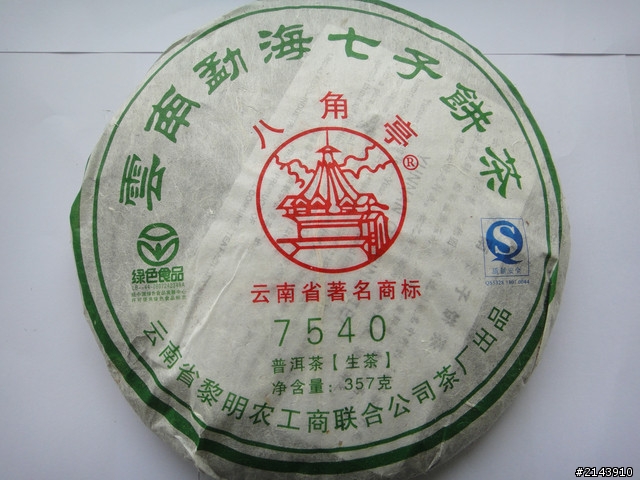 雲南勐海七子餅茶
八角亭®
云南省著名商标
绿色食品
7540
普洱茶【生茶】
净含量：357克
云南省黎明农工商联合公司茶厂出品
#2143910